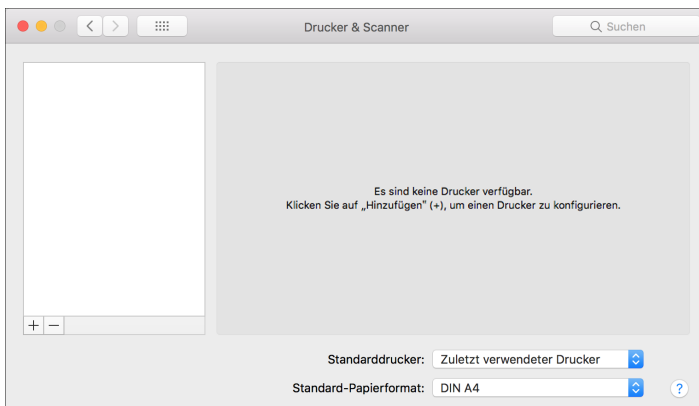 Drucker & Scanner
Suchen
Es sind keine Drucker verfügbar.
Klicken Sie auf „Hinzufügen" (+), um einen Drucker zu konfigurieren.
+ −
Standarddrucker: Zuletzt verwendeter Drucker
Standard-Papierformat: DIN A4
?